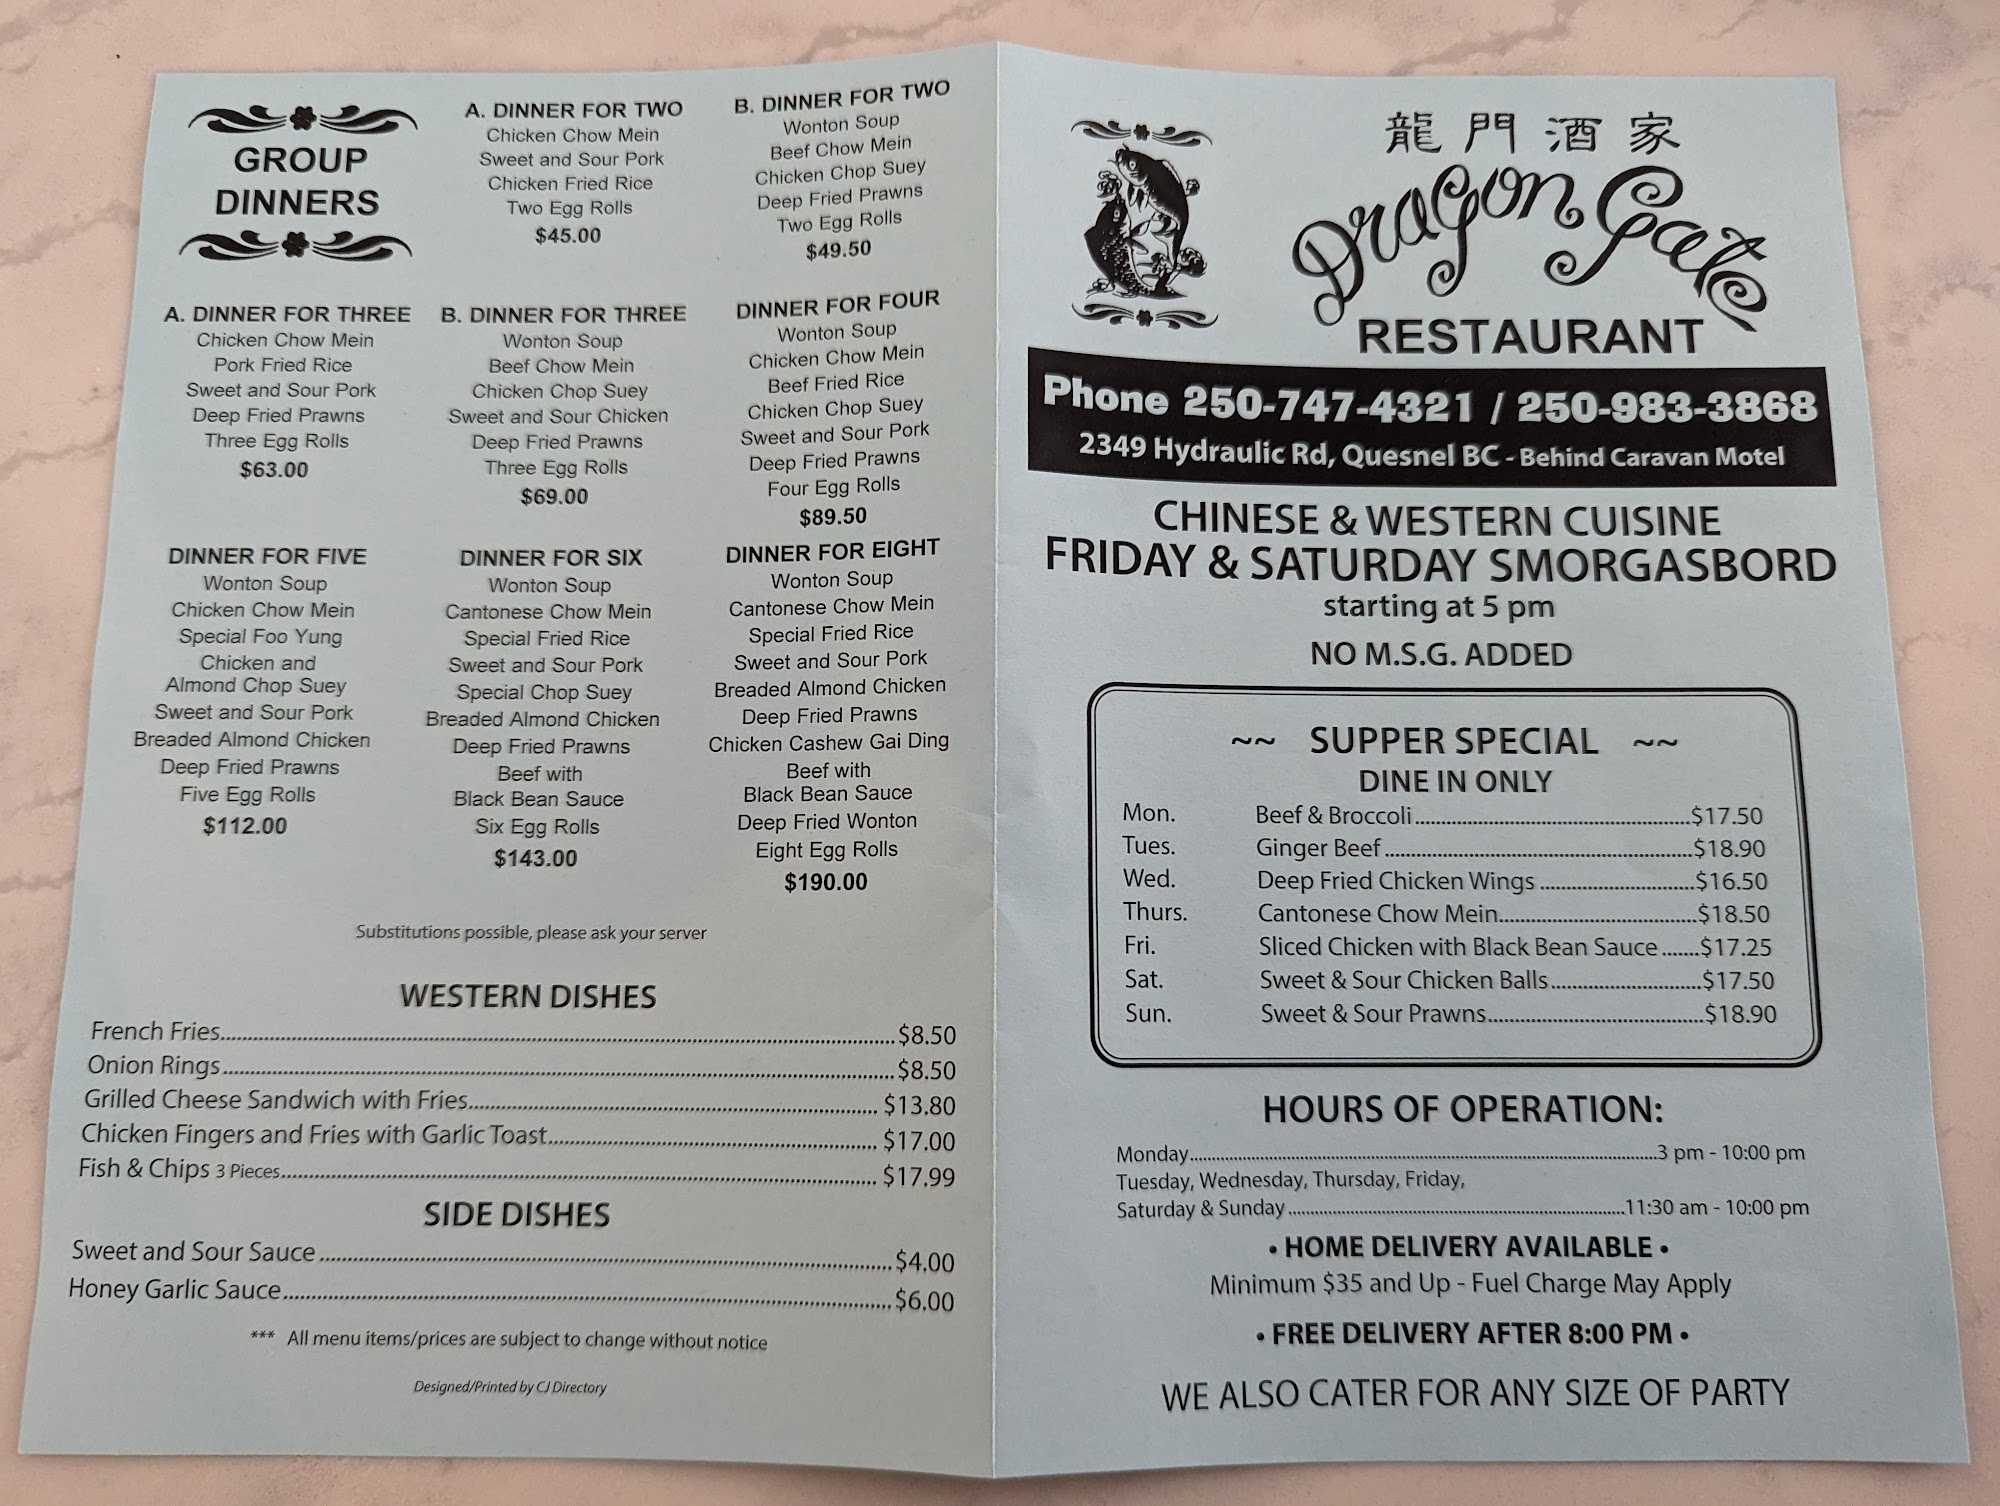 GROUP
DINNERS
A. DINNER FOR TWO
Chicken Chow Mein
Sweet and Sour Pork
Chicken Fried Rice
Two Egg Rolls
$45.00
B. DINNER FOR TWO
Wonton Soup
Beef Chow Mein
Chicken Chop Suey
Deep Fried Prawns
Two Egg Rolls
$49.50
A. DINNER FOR THREE
Chicken Chow Mein
Pork Fried Rice
Sweet and Sour Pork
Deep Fried Prawns
Three Egg Rolls
$63.00
B. DINNER FOR THREE
Wonton Soup
Beef Chow Mein
Chicken Chop Suey
Sweet and Sour Chicken
Deep Fried Prawns
Three Egg Rolls
$69.00
DINNER FOR FOUR
Wonton Soup
Chicken Chow Mein
Beef Fried Rice
Chicken Chop Suey
Sweet and Sour Pork
Deep Fried Prawns
Four Egg Rolls
$89.50
DINNER FOR FIVE
Wonton Soup
Chicken Chow Mein
Special Foo Yung
Chicken and
Almond Chop Suey
Sweet and Sour Pork
Breaded Almond Chicken
Deep Fried Prawns
Five Egg Rolls
$112.00
DINNER FOR SIX
Wonton Soup
Cantonese Chow Mein
Special Fried Rice
Sweet and Sour Pork
Special Chop Suey
Breaded Almond Chicken
Deep Fried Prawns
Beef with
Black Bean Sauce
Six Egg Rolls
$143.00
DINNER FOR EIGHT
Wonton Soup
Cantonese Chow Mein
Special Fried Rice
Sweet and Sour Pork
Breaded Almond Chicken
Deep Fried Prawns
Chicken Cashew Gai Ding
Beef with
Black Bean Sauce
Deep Fried Wonton
Eight Egg Rolls
$190.00
Substitutions possible, please ask your server
WESTERN DISHES
French Fries $8.50
Onion Rings $8.50
Grilled Cheese Sandwich with Fries $13.80
Chicken Fingers and Fries with Garlic Toast $17.00
Fish & Chips 3 Pieces $17.99
SIDE DISHES
Sweet and Sour Sauce $4.00
Honey Garlic Sauce $6.00
*** All menu items/prices are subject to change without notice
Designed/Printed by CJ Directory
龍門酒家
Dragon Gate
RESTAURANT
Phone 250-747-4321 / 250-983-3868
2349 Hydraulic Rd, Quesnel BC - Behind Caravan Motel
CHINESE & WESTERN CUISINE
FRIDAY & SATURDAY SMORGASBORD
starting at 5 pm
NO M.S.G. ADDED
~~ SUPPER SPECIAL ~~
DINE IN ONLY
Mon. Beef & Broccoli $17.50
Tues. Ginger Beef $18.90
Wed. Deep Fried Chicken Wings $16.50
Thurs. Cantonese Chow Mein $18.50
Fri. Sliced Chicken with Black Bean Sauce $17.25
Sat. Sweet & Sour Chicken Balls $17.50
Sun. Sweet & Sour Prawns $18.90
HOURS OF OPERATION:
Monday 3 pm - 10:00 pm
Tuesday, Wednesday, Thursday, Friday,
Saturday & Sunday 11:30 am - 10:00 pm
• HOME DELIVERY AVAILABLE •
Minimum $35 and Up - Fuel Charge May Apply
• FREE DELIVERY AFTER 8:00 PM •
WE ALSO CATER FOR ANY SIZE OF PARTY